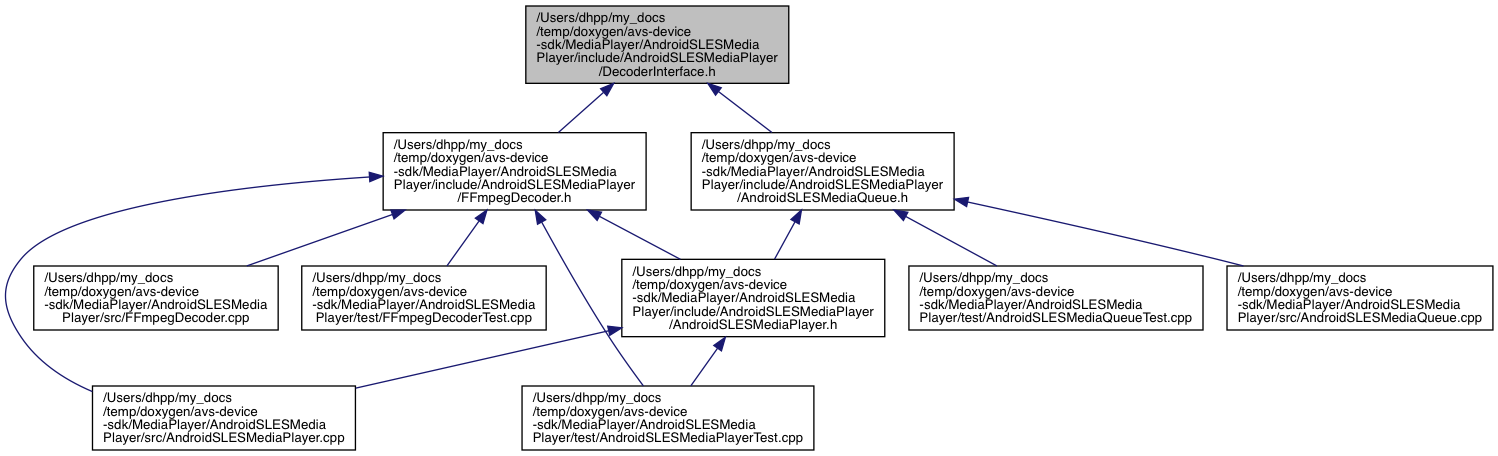 /Users/dhpp/my_docs
/temp/doxygen/avs-device
-sdk/MediaPlayer/AndroidSLESMedia
Player/include/AndroidSLESMediaPlayer
/DecoderInterface.h
/Users/dhpp/my_docs
/temp/doxygen/avs-device
-sdk/MediaPlayer/AndroidSLESMedia
Player/include/AndroidSLESMediaPlayer
/FFmpegDecoder.h
/Users/dhpp/my_docs
/temp/doxygen/avs-device
-sdk/MediaPlayer/AndroidSLESMedia
Player/include/AndroidSLESMediaPlayer
/AndroidSLESMediaQueue.h
/Users/dhpp/my_docs
/temp/doxygen/avs-device
-sdk/MediaPlayer/AndroidSLESMedia
Player/src/FFmpegDecoder.cpp
/Users/dhpp/my_docs
/temp/doxygen/avs-device
-sdk/MediaPlayer/AndroidSLESMedia
Player/test/FFmpegDecoderTest.cpp
/Users/dhpp/my_docs
/temp/doxygen/avs-device
-sdk/MediaPlayer/AndroidSLESMedia
Player/include/AndroidSLESMediaPlayer
/AndroidSLESMediaPlayer.h
/Users/dhpp/my_docs
/temp/doxygen/avs-device
-sdk/MediaPlayer/AndroidSLESMedia
Player/test/AndroidSLESMediaQueueTest.cpp
/Users/dhpp/my_docs
/temp/doxygen/avs-device
-sdk/MediaPlayer/AndroidSLESMedia
Player/src/AndroidSLESMediaQueue.cpp
/Users/dhpp/my_docs
/temp/doxygen/avs-device
-sdk/MediaPlayer/AndroidSLESMedia
Player/src/AndroidSLESMediaPlayer.cpp
/Users/dhpp/my_docs
/temp/doxygen/avs-device
-sdk/MediaPlayer/AndroidSLESMedia
Player/test/AndroidSLESMediaPlayerTest.cpp